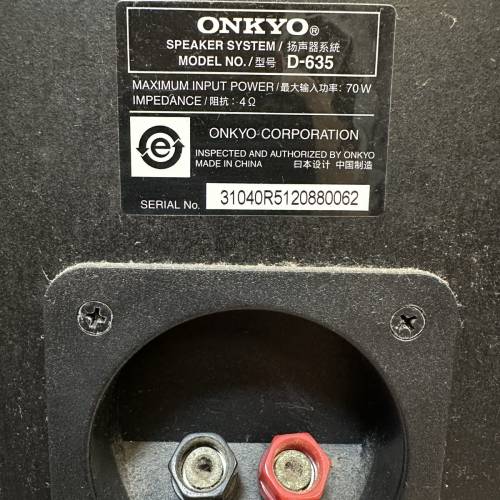 ONKYO®
SPEAKER SYSTEM / 扬声器系统
MODEL NO. / 型号 D-635
MAXIMUM INPUT POWER / 最大输入功率: 70 W
IMPEDANCE / 阻抗: 4 Ω
e
ONKYO CORPORATION
INSPECTED AND AUTHORIZED BY ONKYO
MADE IN CHINA 日本设计 中国制造
SERIAL No. 31040R5120880062